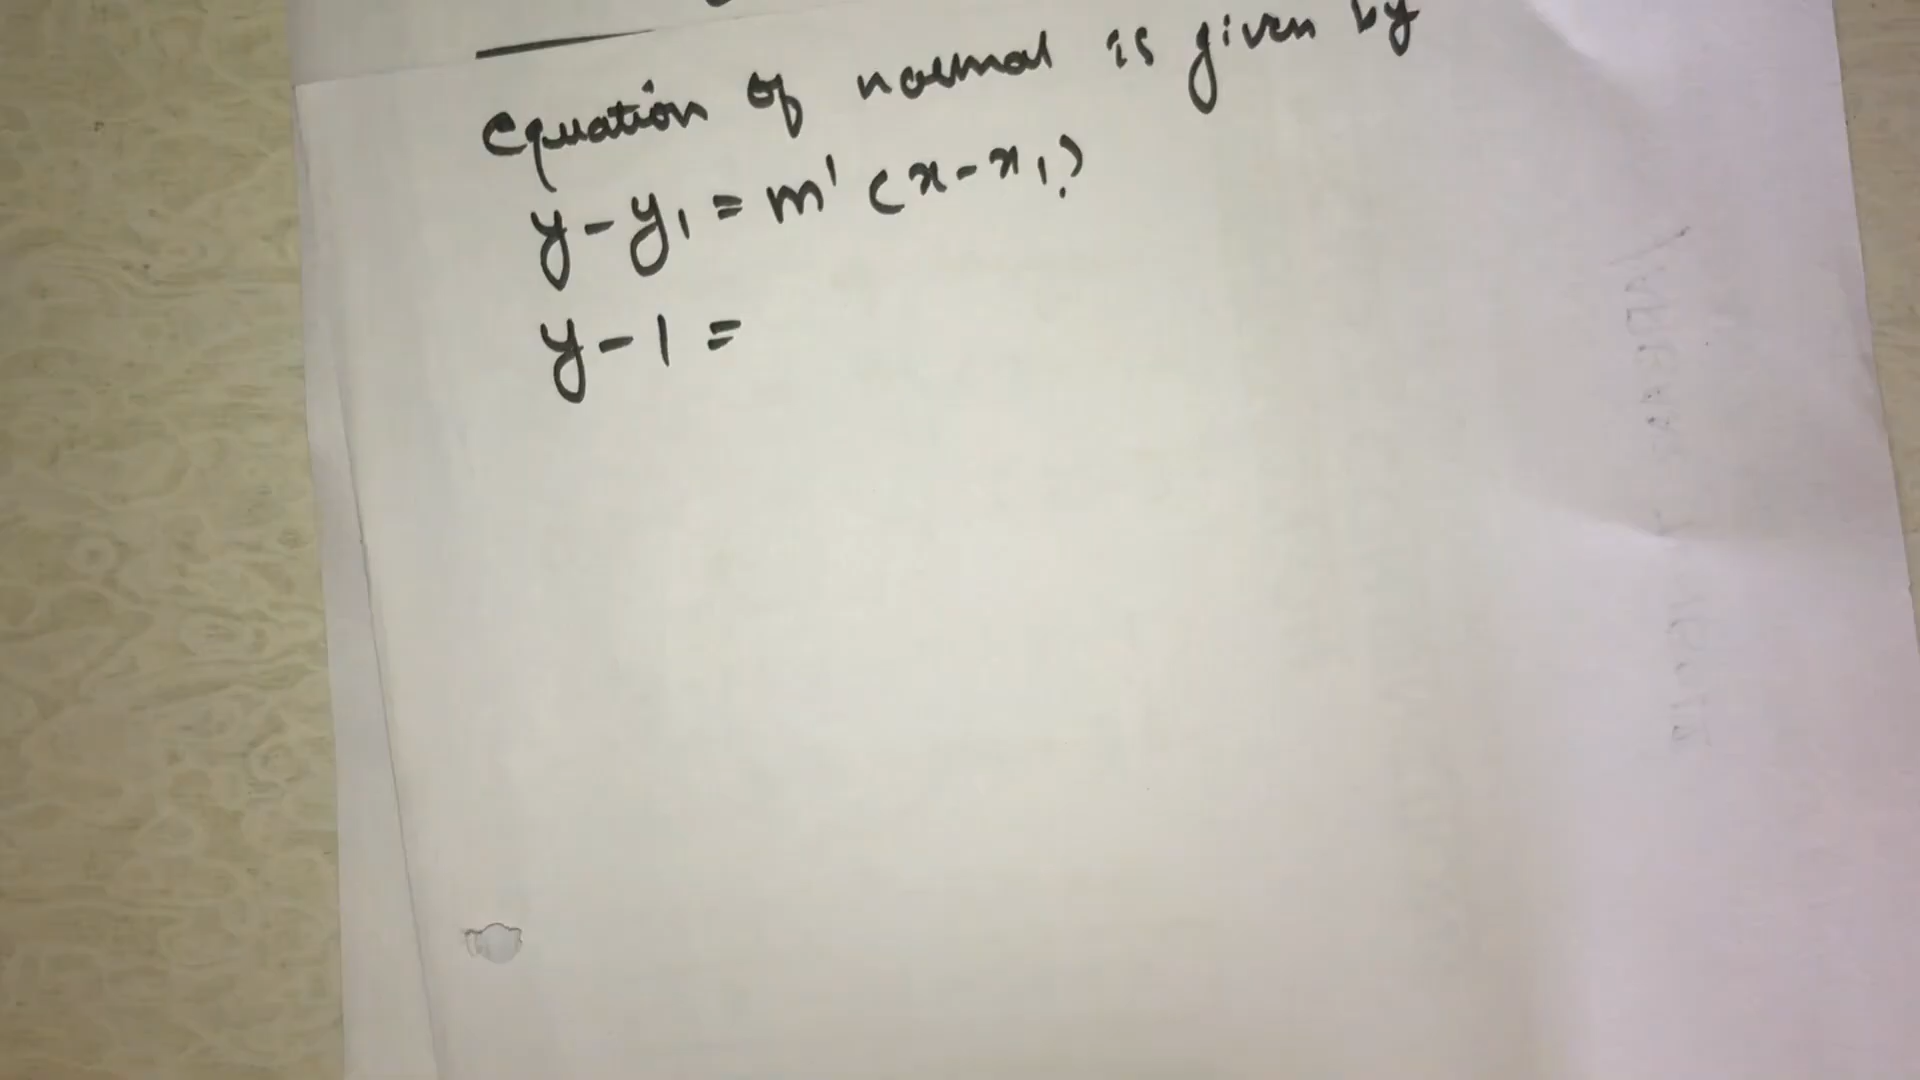 equation of normal is given by
y - y₁ = m' (x - x₁)
y - 1 =